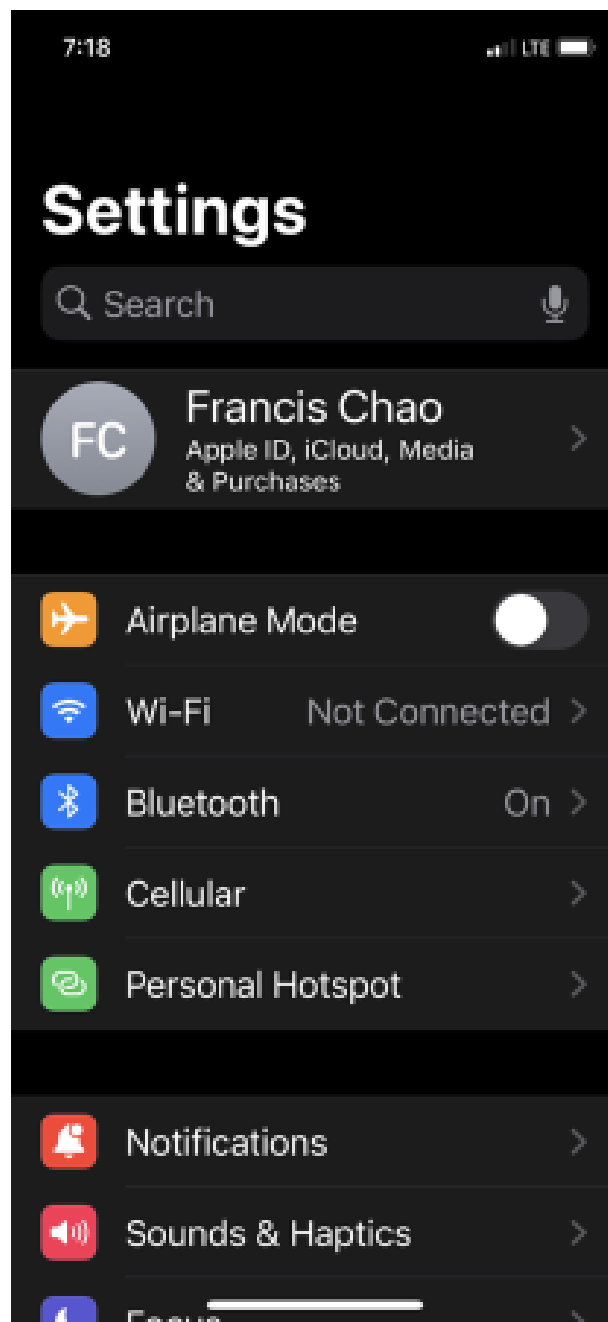 7:18 LTE
Settings
Search
FC
Francis Chao
Apple ID, iCloud, Media
& Purchases
Airplane Mode
Wi-Fi Not Connected
Bluetooth On
Cellular
Personal Hotspot
Notifications
Sounds & Haptics
Focus